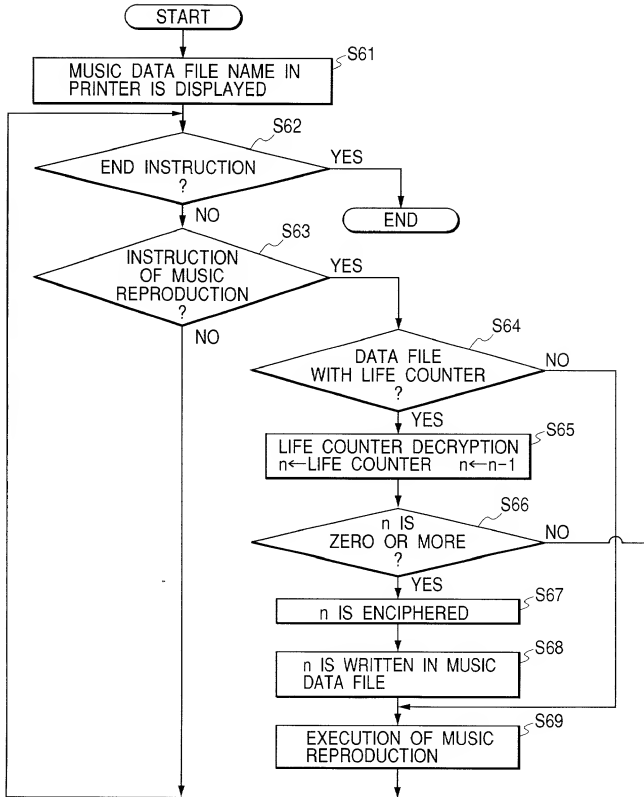 START
S61
MUSIC DATA FILE NAME IN
PRINTER IS DISPLAYED
S62
END INSTRUCTION
?
YES
NO
END
S63
INSTRUCTION
OF MUSIC
REPRODUCTION
?
YES
NO
S64
DATA FILE
WITH LIFE COUNTER
?
NO
YES
S65
LIFE COUNTER DECRYPTION
n←LIFE COUNTER n←n-1
S66
n IS
ZERO OR MORE
?
NO
YES
S67
n IS ENCIPHERED
S68
n IS WRITTEN IN MUSIC
DATA FILE
S69
EXECUTION OF MUSIC
REPRODUCTION